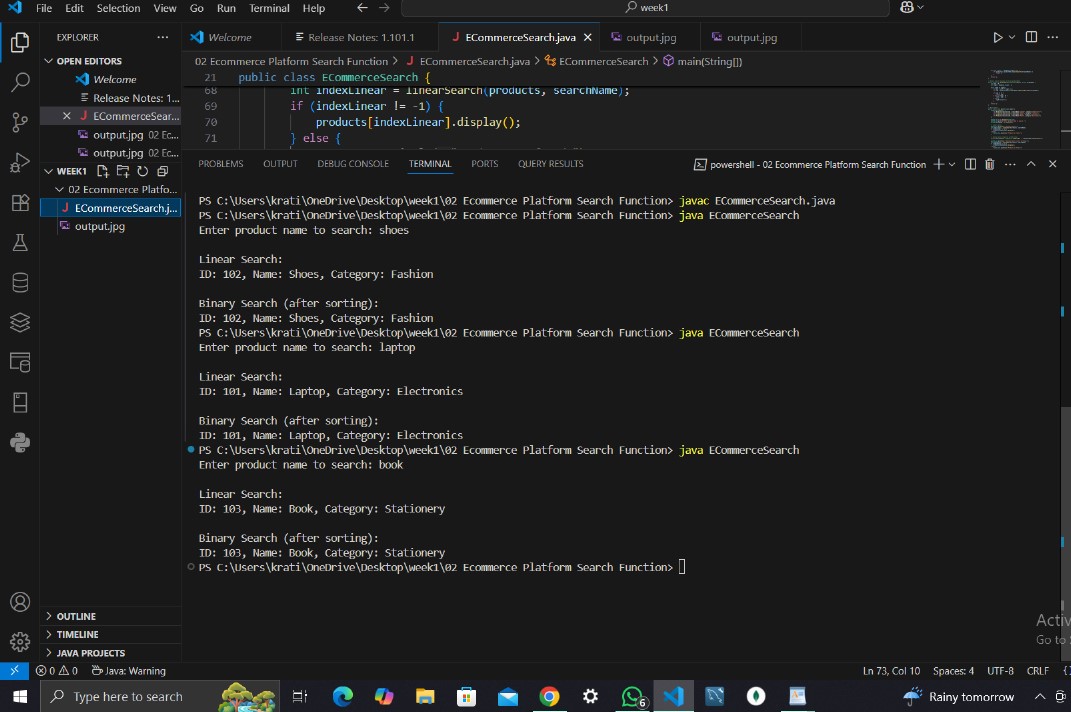 File Edit Selection View Go Run Terminal Help
week1
EXPLORER
OPEN EDITORS
Welcome
Release Notes: 1...
ECommerceSear...
output.jpg 02 Ec...
output.jpg 02 Ec...
WEEK1
02 Ecommerce Platfo...
ECommerceSearch.j...
output.jpg
OUTLINE
TIMELINE
JAVA PROJECTS
Welcome
Release Notes: 1.101.1
ECommerceSearch.java
output.jpg
output.jpg
02 Ecommerce Platform Search Function > ECommerceSearch.java > ECommerceSearch > main(String[])
21 public class ECommerceSearch {
68 int indexLinear = linearSearch(products, searchName);
69 if (indexLinear != -1) {
70 products[indexLinear].display();
71 } else {
PROBLEMS OUTPUT DEBUG CONSOLE TERMINAL PORTS QUERY RESULTS
powershell - 02 Ecommerce Platform Search Function
PS C:\Users\krati\OneDrive\Desktop\week1\02 Ecommerce Platform Search Function> javac ECommerceSearch.java
PS C:\Users\krati\OneDrive\Desktop\week1\02 Ecommerce Platform Search Function> java ECommerceSearch
Enter product name to search: shoes
Linear Search:
ID: 102, Name: Shoes, Category: Fashion
Binary Search (after sorting):
ID: 102, Name: Shoes, Category: Fashion
PS C:\Users\krati\OneDrive\Desktop\week1\02 Ecommerce Platform Search Function> java ECommerceSearch
Enter product name to search: laptop
Linear Search:
ID: 101, Name: Laptop, Category: Electronics
Binary Search (after sorting):
ID: 101, Name: Laptop, Category: Electronics
PS C:\Users\krati\OneDrive\Desktop\week1\02 Ecommerce Platform Search Function> java ECommerceSearch
Enter product name to search: book
Linear Search:
ID: 103, Name: Book, Category: Stationery
Binary Search (after sorting):
ID: 103, Name: Book, Category: Stationery
PS C:\Users\krati\OneDrive\Desktop\week1\02 Ecommerce Platform Search Function>
Activ
Go to
0 0 Java: Warning
Ln 73, Col 10 Spaces: 4 UTF-8 CRLF {
Type here to search
6
Rainy tomorrow